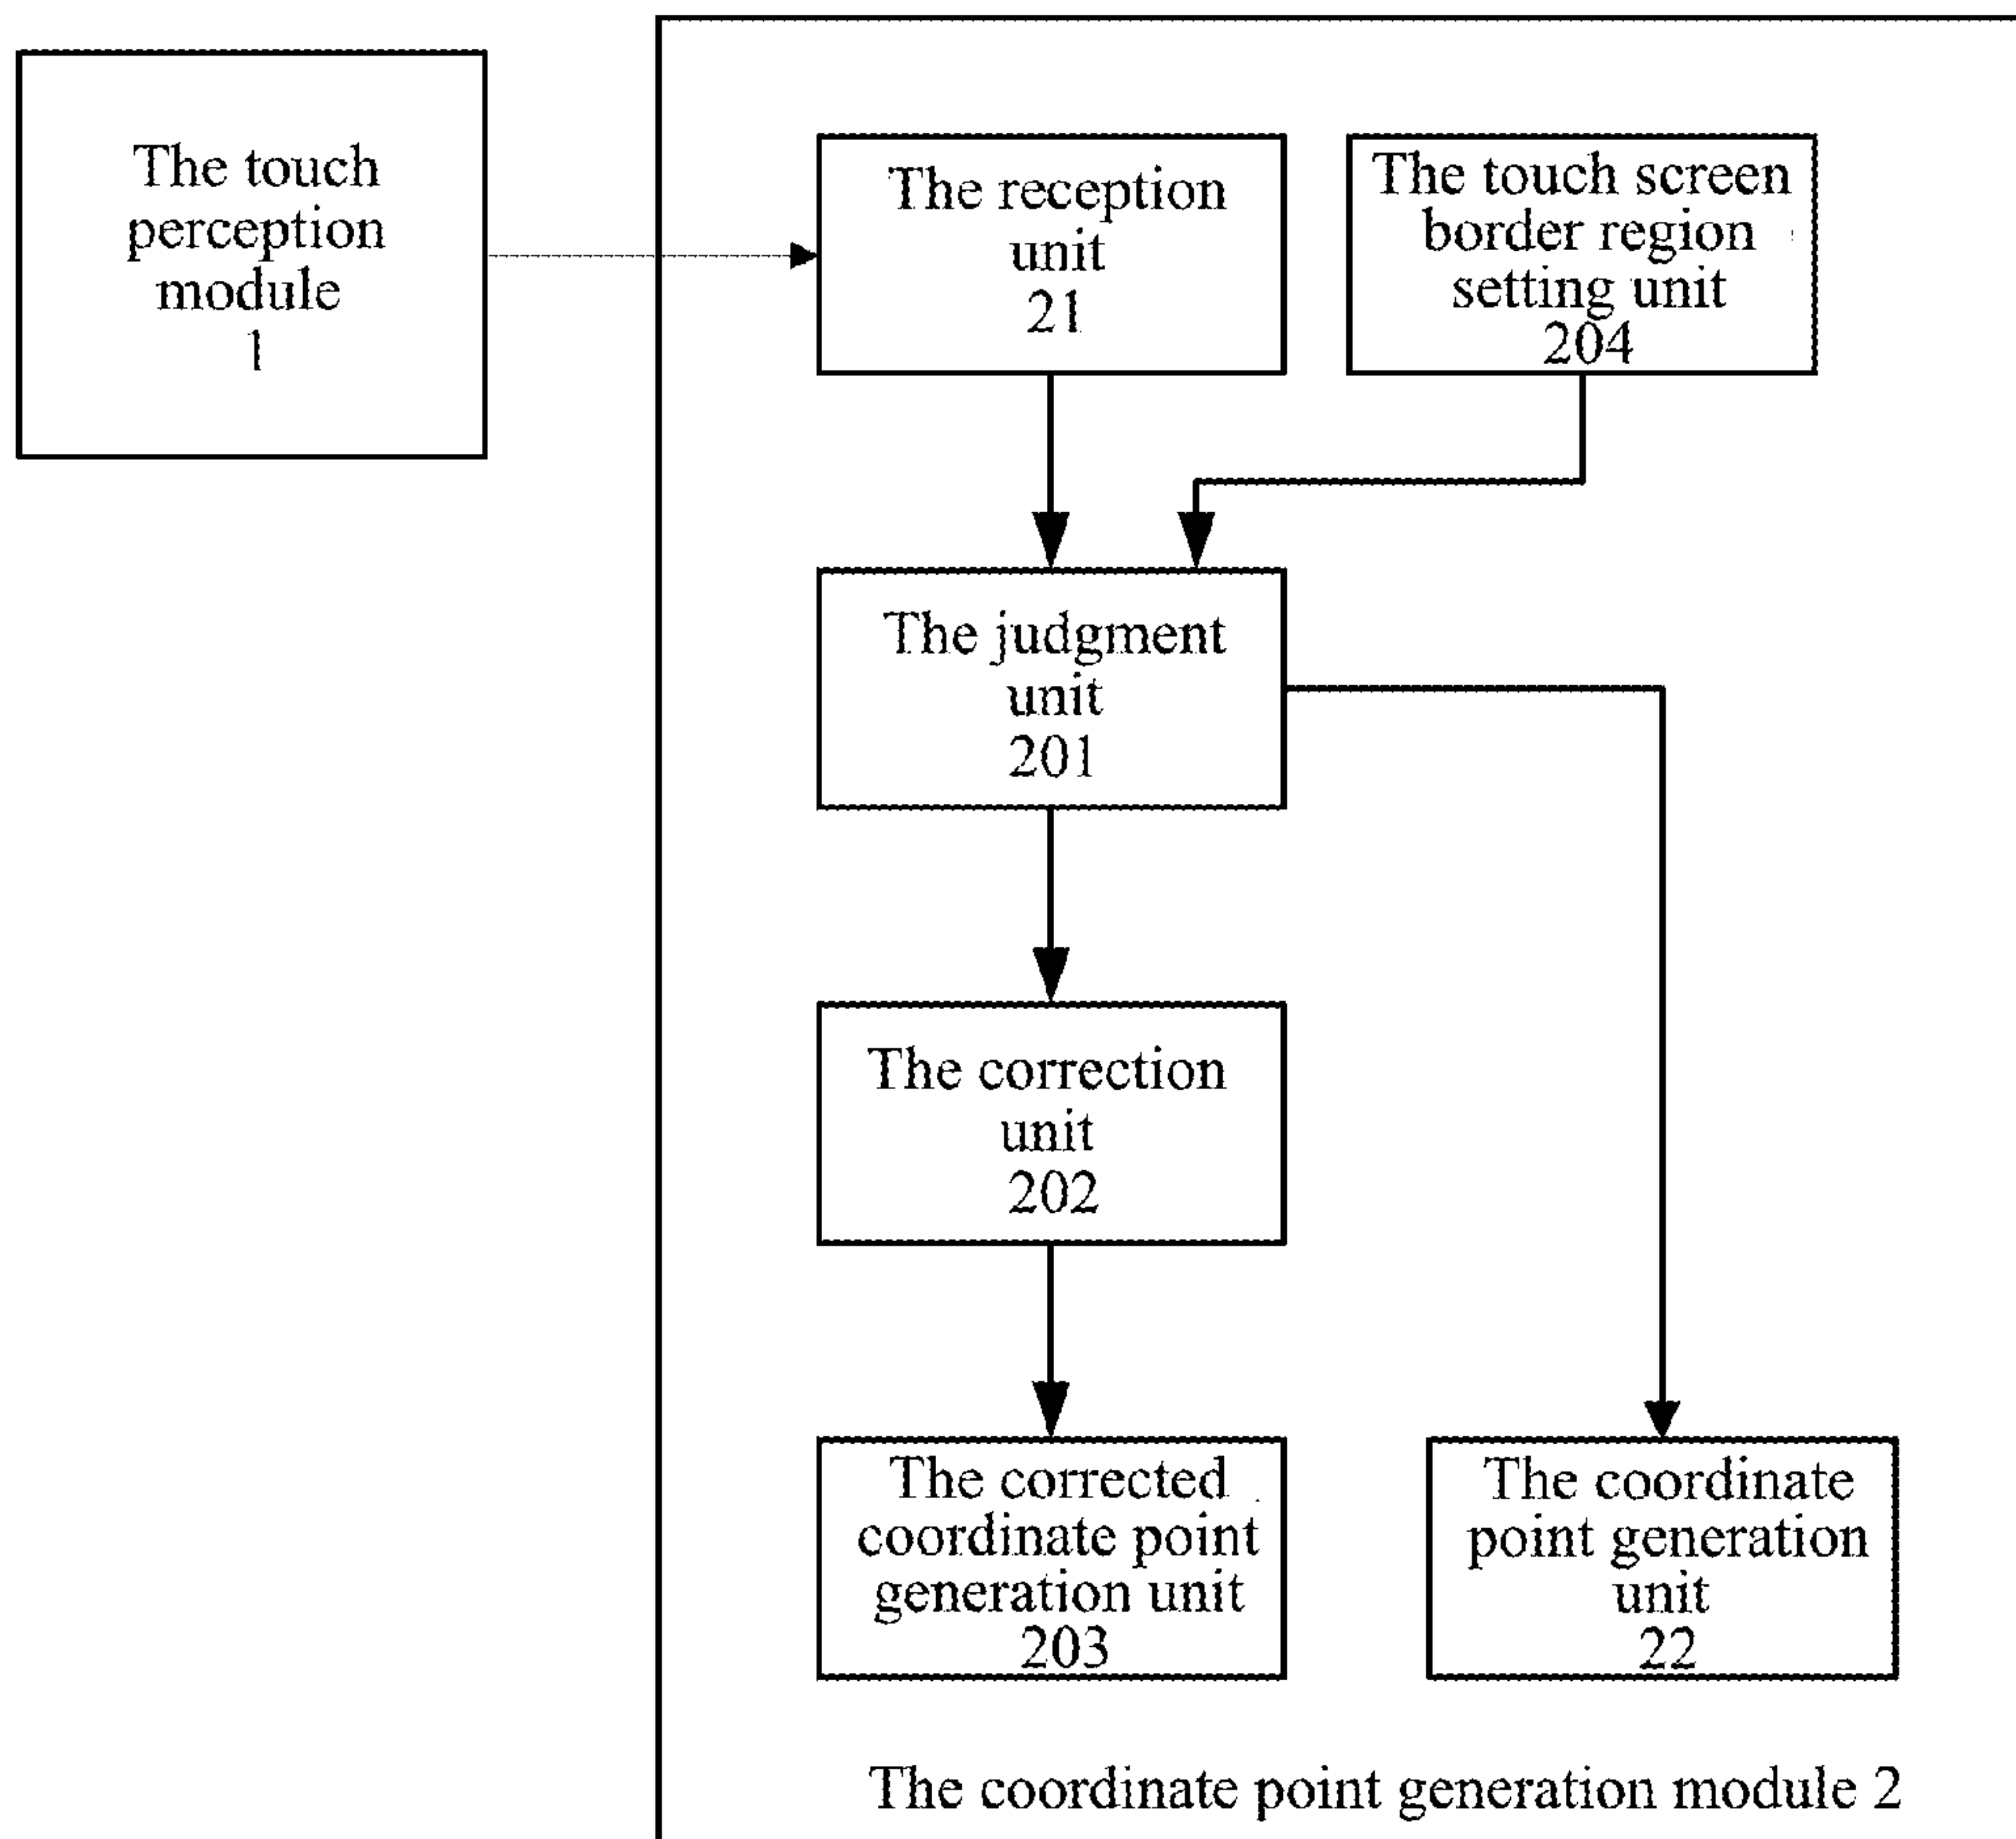 The touch
perception
module
1
The reception
unit
21
The touch screen
border region
setting unit
204
The judgment
unit
201
The correction
unit
202
The corrected
coordinate point
generation unit
203
The coordinate
point generation
unit
22
The coordinate point generation module 2